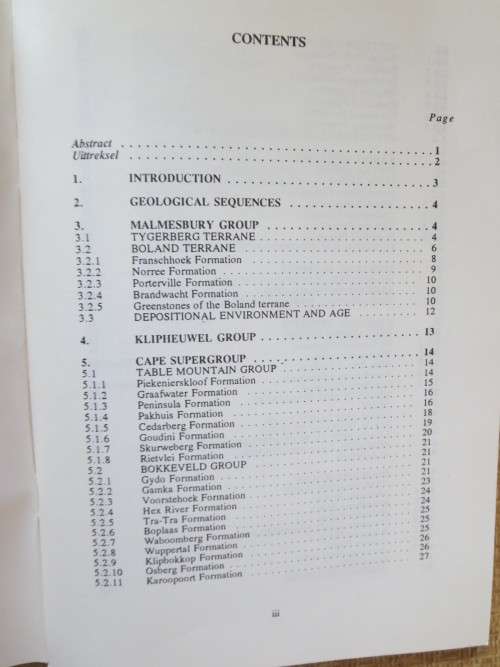 CONTENTS
Page
Abstract . . . . . . . . . . . . . . . . . . . . 1
Uittreksel . . . . . . . . . . . . . . . . . . . . 2
1. INTRODUCTION . . . . . . . . . . . . . . . . . . . . 3
2. GEOLOGICAL SEQUENCES . . . . . . . . . . . . . . . . . . . . 4
3. MALMESBURY GROUP . . . . . . . . . . . . . . . . . . . . 4
3.1 TYGERBERG TERRANE . . . . . . . . . . . . . . . . . . . . 4
3.2 BOLAND TERRANE . . . . . . . . . . . . . . . . . . . . 6
3.2.1 Franschhoek Formation . . . . . . . . . . . . . . . . . . . . 8
3.2.2 Norree Formation . . . . . . . . . . . . . . . . . . . . 9
3.2.3 Porterville Formation . . . . . . . . . . . . . . . . . . . . 10
3.2.4 Brandwacht Formation . . . . . . . . . . . . . . . . . . . . 10
3.2.5 Greenstones of the Boland terrane . . . . . . . . . . . . . . . 10
3.3 DEPOSITIONAL ENVIRONMENT AND AGE . . . . . . . . . 12
4. KLIPHEUWEL GROUP . . . . . . . . . . . . . . . . . . . . 13
5. CAPE SUPERGROUP . . . . . . . . . . . . . . . . . . . . 14
5.1 TABLE MOUNTAIN GROUP . . . . . . . . . . . . . . . . . . . . 14
5.1.1 Piekenierskloof Formation . . . . . . . . . . . . . . . . . . . . 14
5.1.2 Graafwater Formation . . . . . . . . . . . . . . . . . . . . 15
5.1.3 Peninsula Formation . . . . . . . . . . . . . . . . . . . . 16
5.1.4 Pakhuis Formation . . . . . . . . . . . . . . . . . . . . 16
5.1.5 Cedarberg Formation . . . . . . . . . . . . . . . . . . . . 18
5.1.6 Goudini Formation . . . . . . . . . . . . . . . . . . . . 19
5.1.7 Skurweberg Formation . . . . . . . . . . . . . . . . . . . . 20
5.1.8 Rietvlei Formation . . . . . . . . . . . . . . . . . . . . 21
5.2 BOKKEVELD GROUP . . . . . . . . . . . . . . . . . . . . 21
5.2.1 Gydo Formation . . . . . . . . . . . . . . . . . . . . 21
5.2.2 Gamka Formation . . . . . . . . . . . . . . . . . . . . 21
5.2.3 Voorstehoek Formation . . . . . . . . . . . . . . . . . . . . 23
5.2.4 Hex River Formation . . . . . . . . . . . . . . . . . . . . 24
5.2.5 Tra-Tra Formation . . . . . . . . . . . . . . . . . . . . 24
5.2.6 Boplaas Formation . . . . . . . . . . . . . . . . . . . . 25
5.2.7 Waboomberg Formation . . . . . . . . . . . . . . . . . . . . 25
5.2.8 Wuppertal Formation . . . . . . . . . . . . . . . . . . . . 25
5.2.9 Klipbokkop Formation . . . . . . . . . . . . . . . . . . . . 26
5.2.10 Osberg Formation . . . . . . . . . . . . . . . . . . . . 26
5.2.11 Karoopoort Formation . . . . . . . . . . . . . . . . . . . . 27
iii